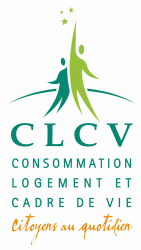 CLCV
CONSOMMATION
LOGEMENT ET
CADRE DE VIE
Citoyens au quotidien